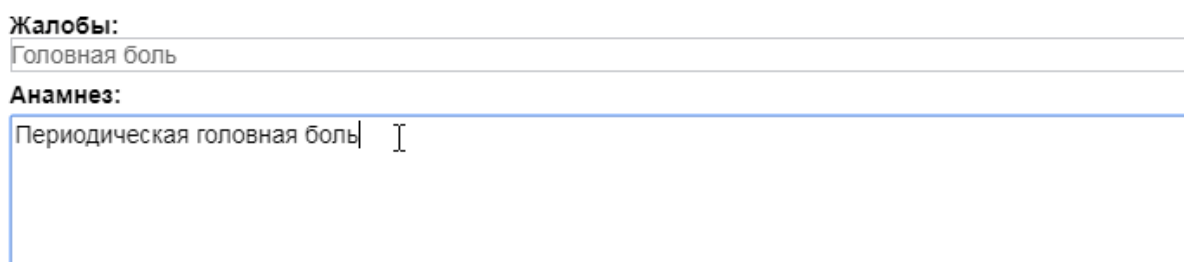 Жалобы:
Головная боль
Анамнез:
Периодическая головная боль